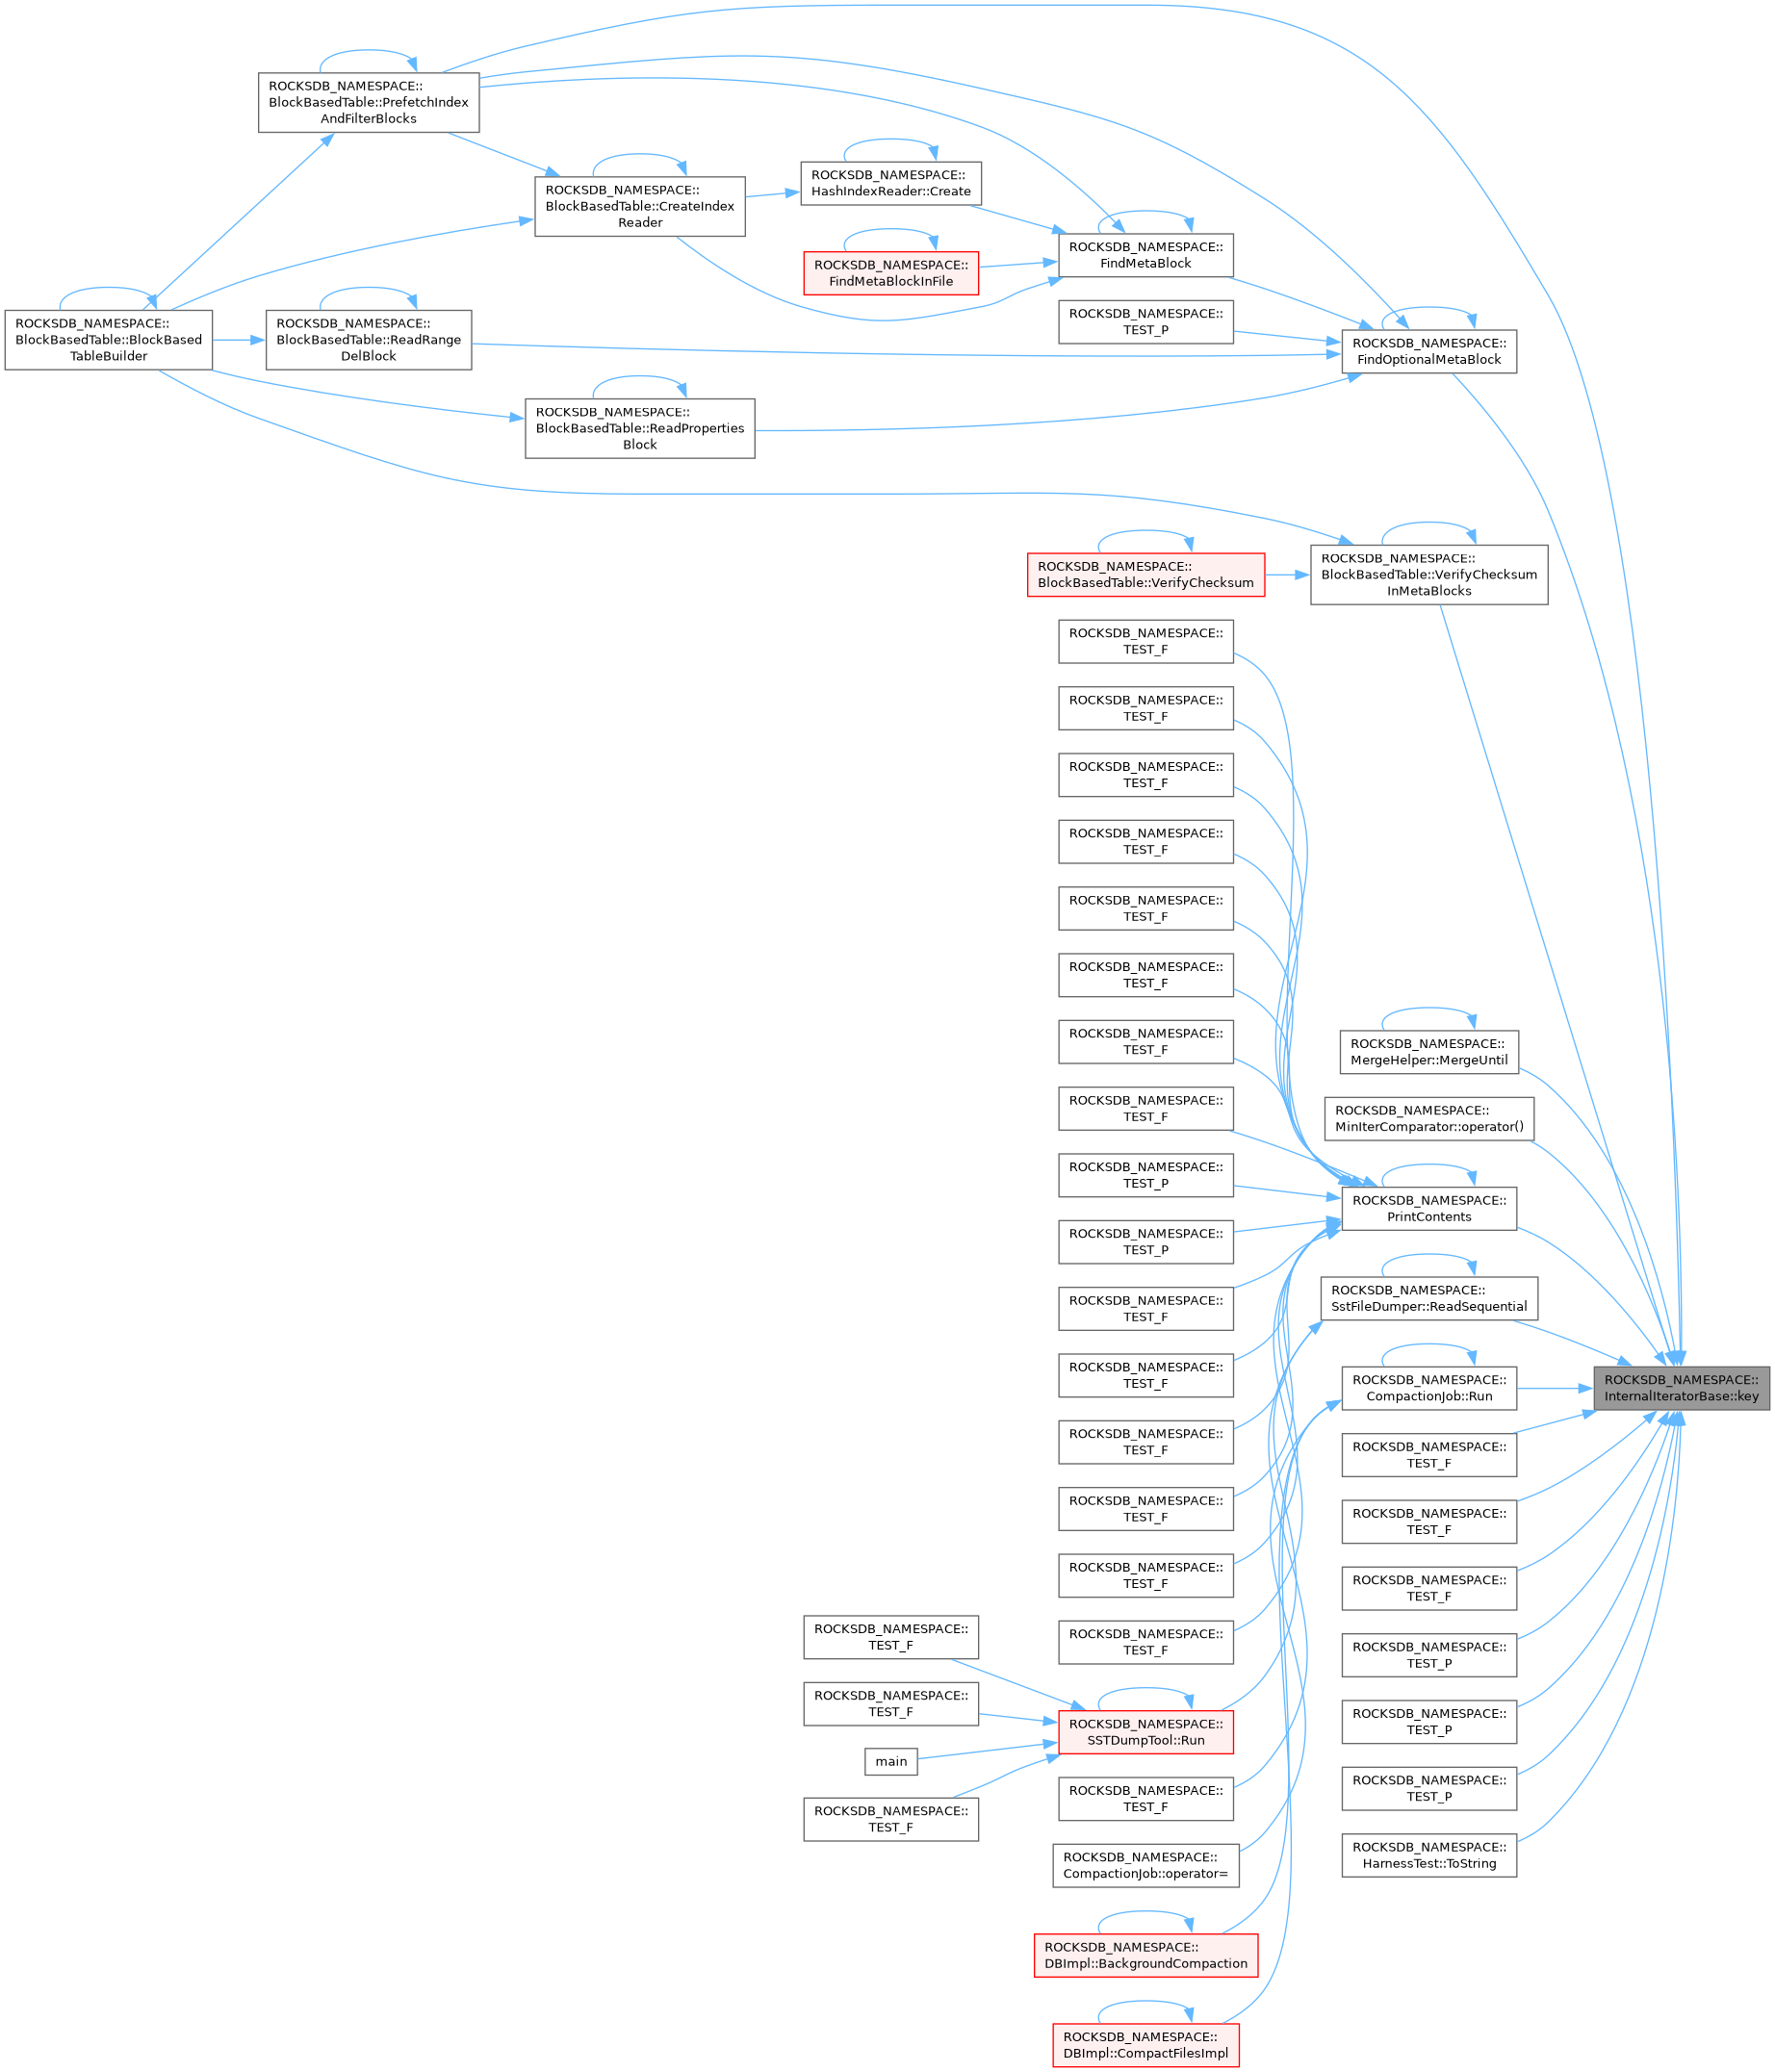 ROCKSDB_NAMESPACE::
BlockBasedTable::PrefetchIndex
AndFilterBlocks
ROCKSDB_NAMESPACE::
HashIndexReader::Create
ROCKSDB_NAMESPACE::
BlockBasedTable::CreateIndex
Reader
ROCKSDB_NAMESPACE::
FindMetaBlock
ROCKSDB_NAMESPACE::
FindMetaBlockInFile
ROCKSDB_NAMESPACE::
TEST_P
ROCKSDB_NAMESPACE::
BlockBasedTable::BlockBased
TableBuilder
ROCKSDB_NAMESPACE::
BlockBasedTable::ReadRange
DelBlock
ROCKSDB_NAMESPACE::
FindOptionalMetaBlock
ROCKSDB_NAMESPACE::
BlockBasedTable::ReadProperties
Block
ROCKSDB_NAMESPACE::
BlockBasedTable::VerifyChecksum
ROCKSDB_NAMESPACE::
BlockBasedTable::VerifyChecksum
InMetaBlocks
ROCKSDB_NAMESPACE::
TEST_F
ROCKSDB_NAMESPACE::
TEST_F
ROCKSDB_NAMESPACE::
TEST_F
ROCKSDB_NAMESPACE::
TEST_F
ROCKSDB_NAMESPACE::
TEST_F
ROCKSDB_NAMESPACE::
TEST_F
ROCKSDB_NAMESPACE::
TEST_F
ROCKSDB_NAMESPACE::
MergeHelper::MergeUntil
ROCKSDB_NAMESPACE::
TEST_F
ROCKSDB_NAMESPACE::
MinIterComparator::operator()
ROCKSDB_NAMESPACE::
TEST_P
ROCKSDB_NAMESPACE::
PrintContents
ROCKSDB_NAMESPACE::
TEST_P
ROCKSDB_NAMESPACE::
SstFileDumper::ReadSequential
ROCKSDB_NAMESPACE::
TEST_F
ROCKSDB_NAMESPACE::
TEST_F
ROCKSDB_NAMESPACE::
CompactionJob::Run
ROCKSDB_NAMESPACE::
InternalIteratorBase::key
ROCKSDB_NAMESPACE::
TEST_F
ROCKSDB_NAMESPACE::
TEST_F
ROCKSDB_NAMESPACE::
TEST_F
ROCKSDB_NAMESPACE::
TEST_F
ROCKSDB_NAMESPACE::
TEST_F
ROCKSDB_NAMESPACE::
TEST_F
ROCKSDB_NAMESPACE::
TEST_F
ROCKSDB_NAMESPACE::
TEST_F
ROCKSDB_NAMESPACE::
TEST_P
ROCKSDB_NAMESPACE::
TEST_F
ROCKSDB_NAMESPACE::
SSTDumpTool::Run
ROCKSDB_NAMESPACE::
TEST_P
main
ROCKSDB_NAMESPACE::
TEST_F
ROCKSDB_NAMESPACE::
TEST_F
ROCKSDB_NAMESPACE::
TEST_P
ROCKSDB_NAMESPACE::
CompactionJob::operator=
ROCKSDB_NAMESPACE::
HarnessTest::ToString
ROCKSDB_NAMESPACE::
DBImpl::BackgroundCompaction
ROCKSDB_NAMESPACE::
DBImpl::CompactFilesImpl